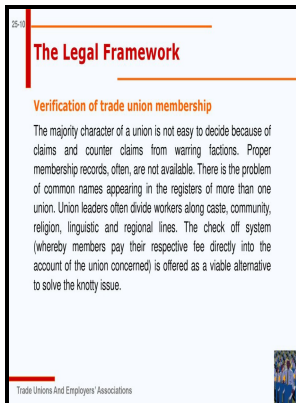 25-10
The Legal Framework
Verification of trade union membership
The majority character of a union is not easy to decide because of
claims and counter claims from warring factions. Proper
membership records, often, are not available. There is the problem
of common names appearing in the registers of more than one
union. Union leaders often divide workers along caste, community,
religion, linguistic and regional lines. The check off system
(whereby members pay their respective fee directly into the
account of the union concerned) is offered as a viable alternative
to solve the knotty issue.
Trade Unions And Employers' Associations